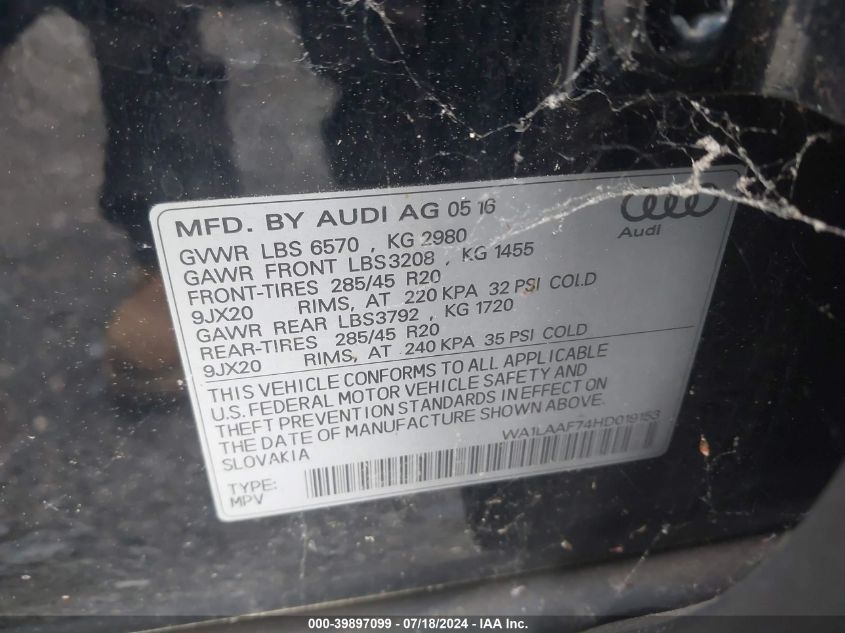 MFD. BY AUDI AG 05 16
Audi
GVWR LBS 6570 , KG 2980
GAWR FRONT LBS3208 , KG 1455
FRONT-TIRES 285/45 R20
9JX20 RIMS, AT 220 KPA 32 PSI COLD
GAWR REAR LBS3792 , KG 1720
REAR-TIRES 285/45 R20
9JX20 RIMS, AT 240 KPA 35 PSI COLD
THIS VEHICLE CONFORMS TO ALL APPLICABLE
U.S. FEDERAL MOTOR VEHICLE SAFETY AND
THEFT PREVENTION STANDARDS IN EFFECT ON
THE DATE OF MANUFACTURE SHOWN ABOVE.
SLOVAKIA WA1LAAF74HD019153
TYPE:
MPV
000-39897099 - 07/18/2024 - IAA Inc.